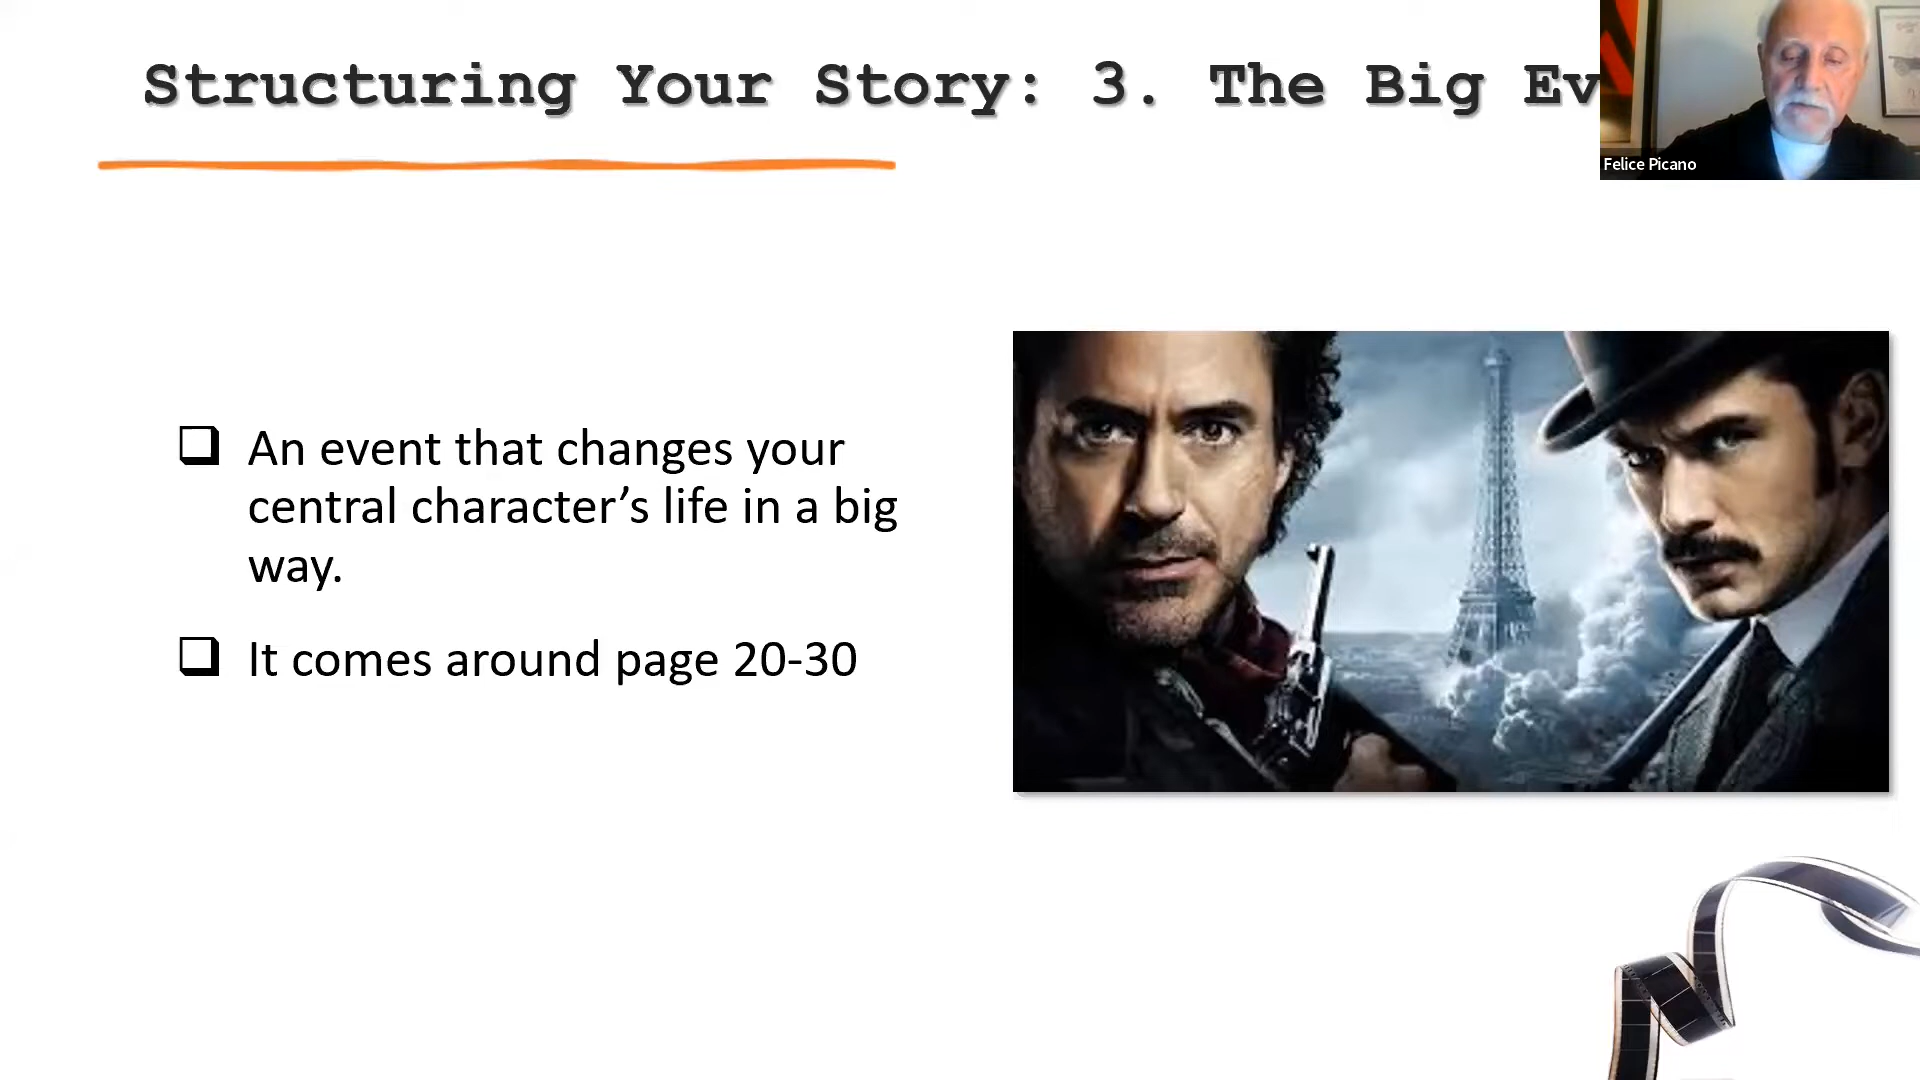 Structuring Your Story: 3. The Big Ev
Felice Picano
An event that changes your
central character’s life in a big
way.
It comes around page 20-30